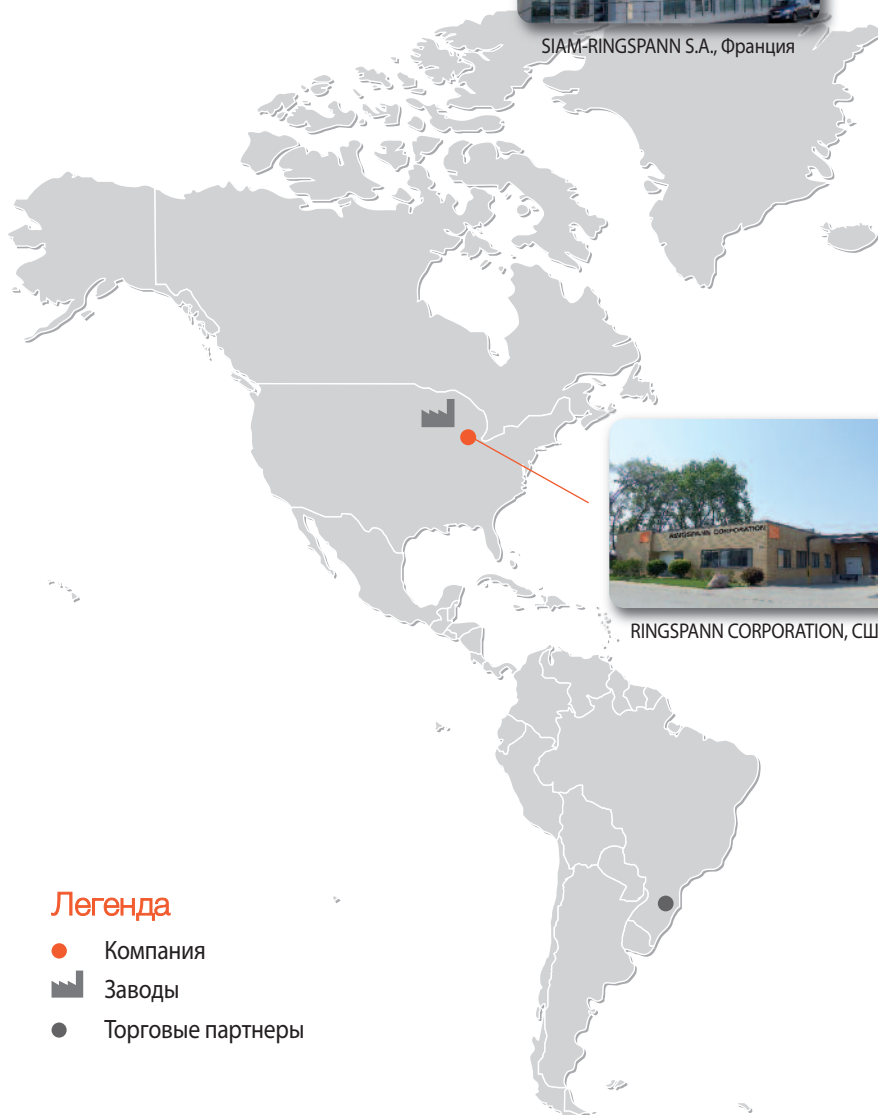 SIAM-RINGSPANN S.A., Франция
RINGSPANN CORPORATION
RINGSPANN CORPORATION, СШ
Легенда
Компания
Заводы
Торговые партнеры